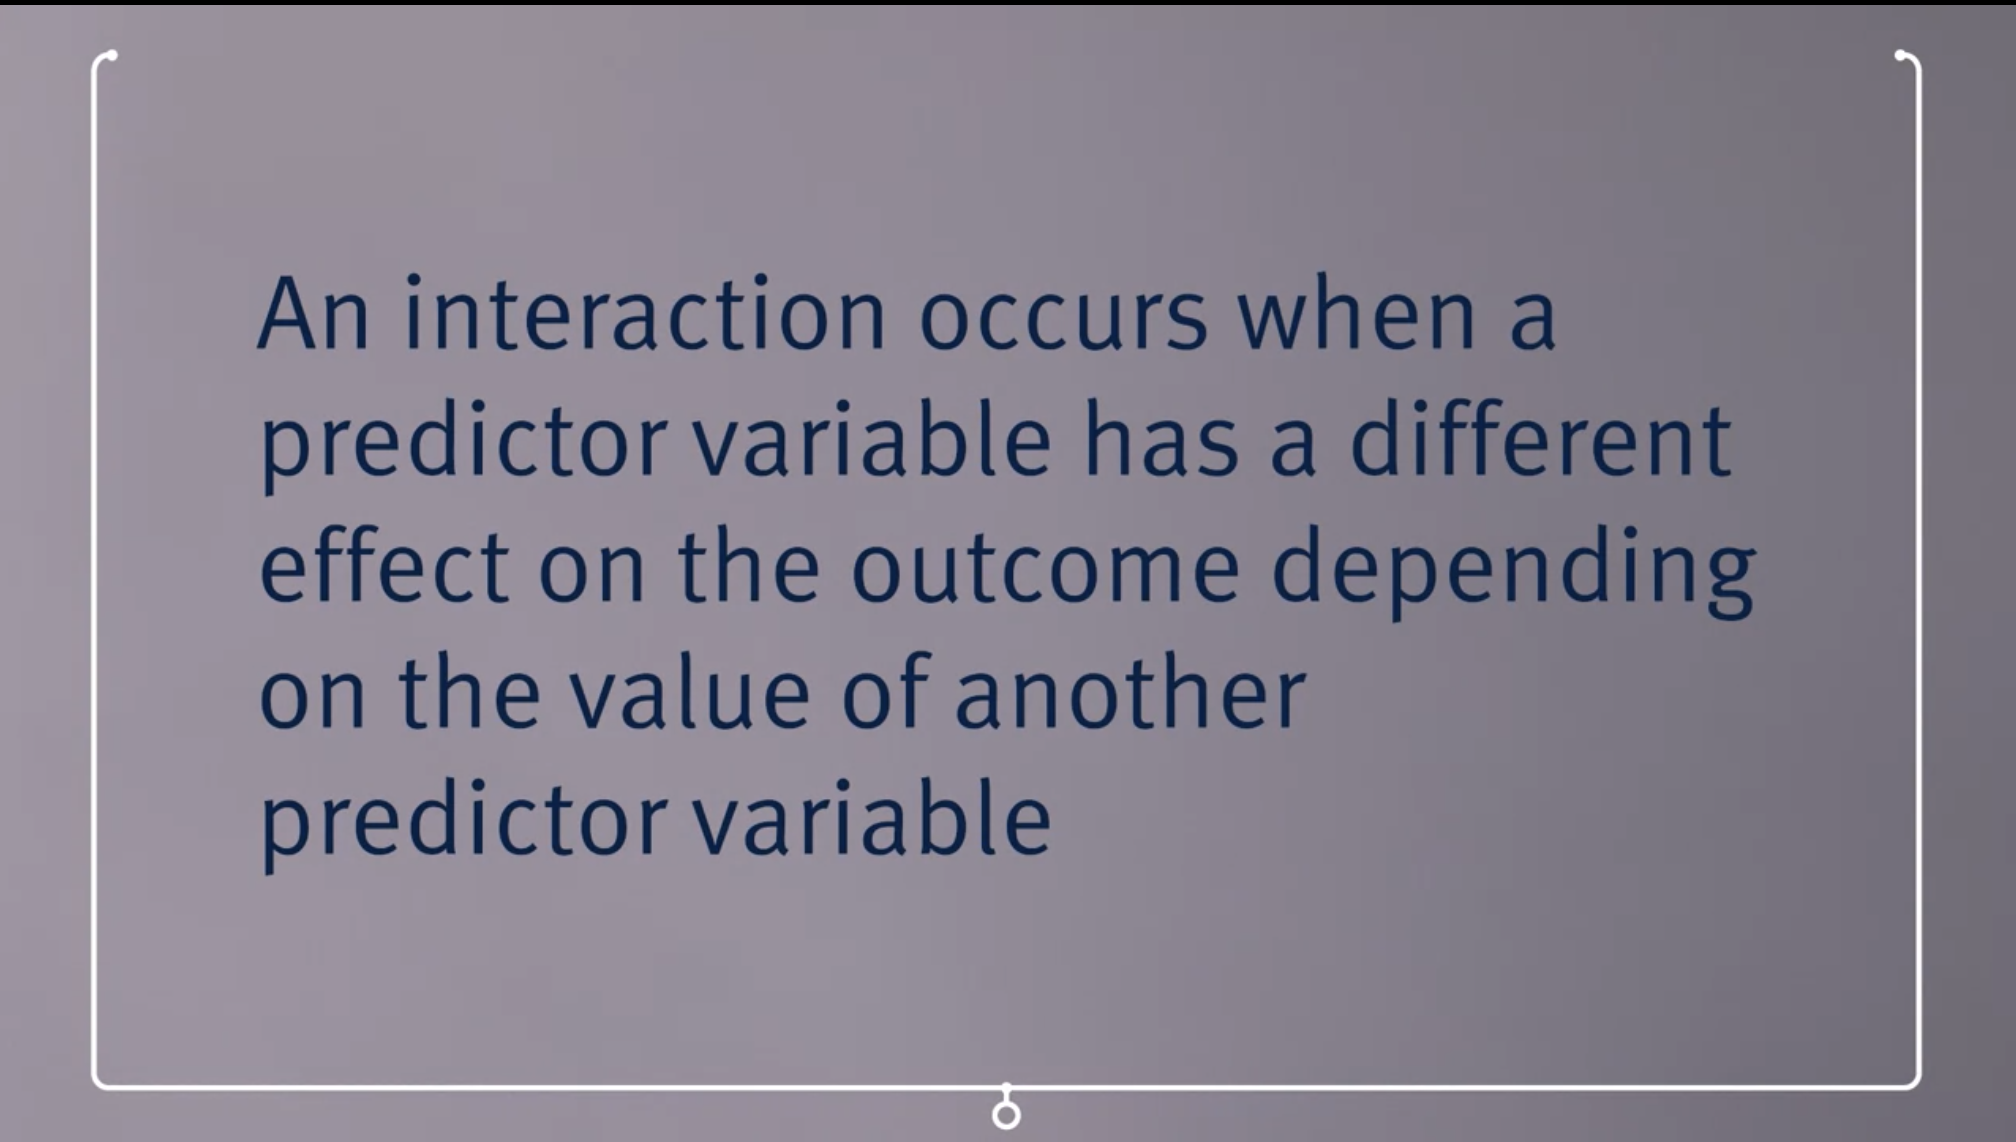 An interaction occurs when a
predictor variable has a different
effect on the outcome depending
on the value of another
predictor variable